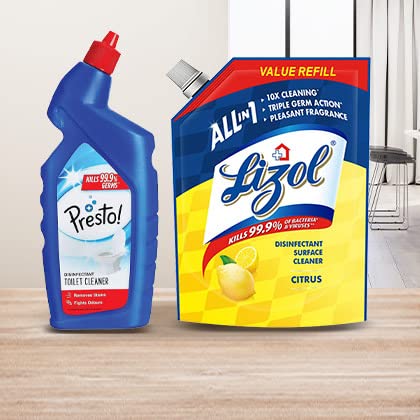 KILLS 99.9%
GERMS
Presto!
DISINFECTANT
TOILET CLEANER
Removes Stains
Fights Odours
VALUE REFILL
ALL IN 1
10X CLEANING
TRIPLE GERM ACTION
PLEASANT FRAGRANCE
Lizol
KILLS 99.9% OF BACTERIA & VIRUSES
DISINFECTANT
SURFACE
CLEANER
CITRUS